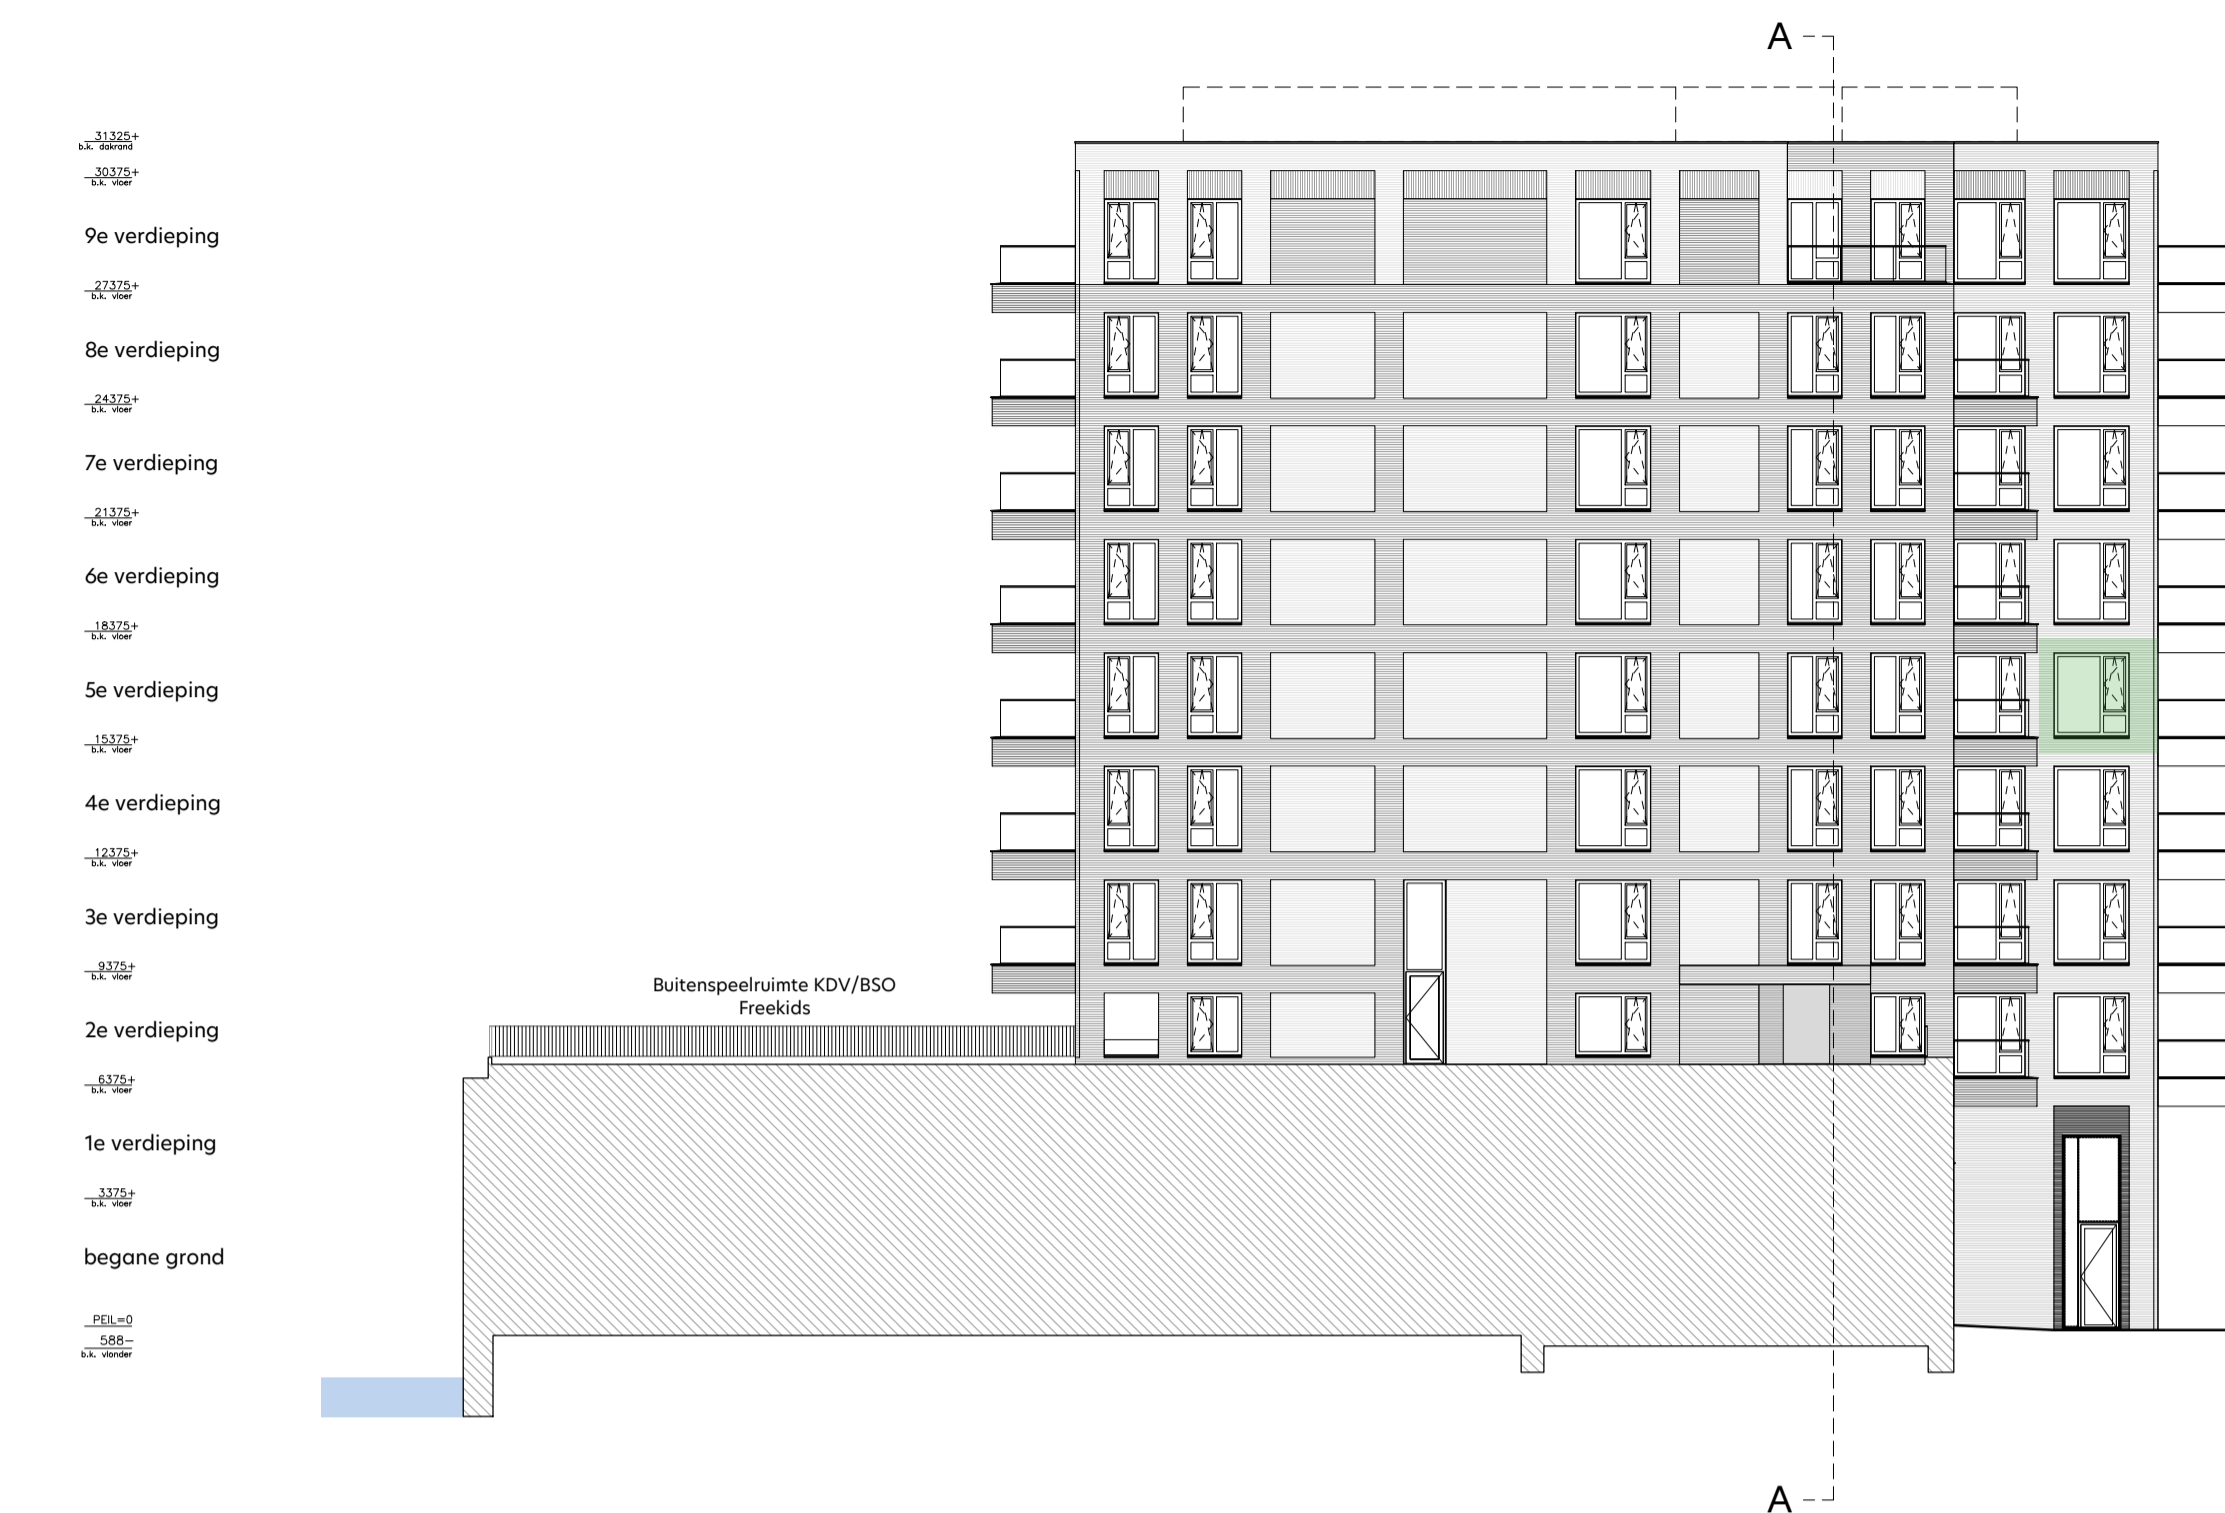 A
31325+
b.k. dakrand
30375+
b.k. vloer
9e verdieping
27375+
b.k. vloer
8e verdieping
24375+
b.k. vloer
7e verdieping
21375+
b.k. vloer
6e verdieping
18375+
b.k. vloer
5e verdieping
15375+
b.k. vloer
4e verdieping
12375+
b.k. vloer
3e verdieping
9375+
b.k. vloer
Buitenspeelruimte KDV/BSO
Freekids
2e verdieping
6375+
b.k. vloer
1e verdieping
3375+
b.k. vloer
begane grond
PEIL=0
588-
b.k. vlonder
A